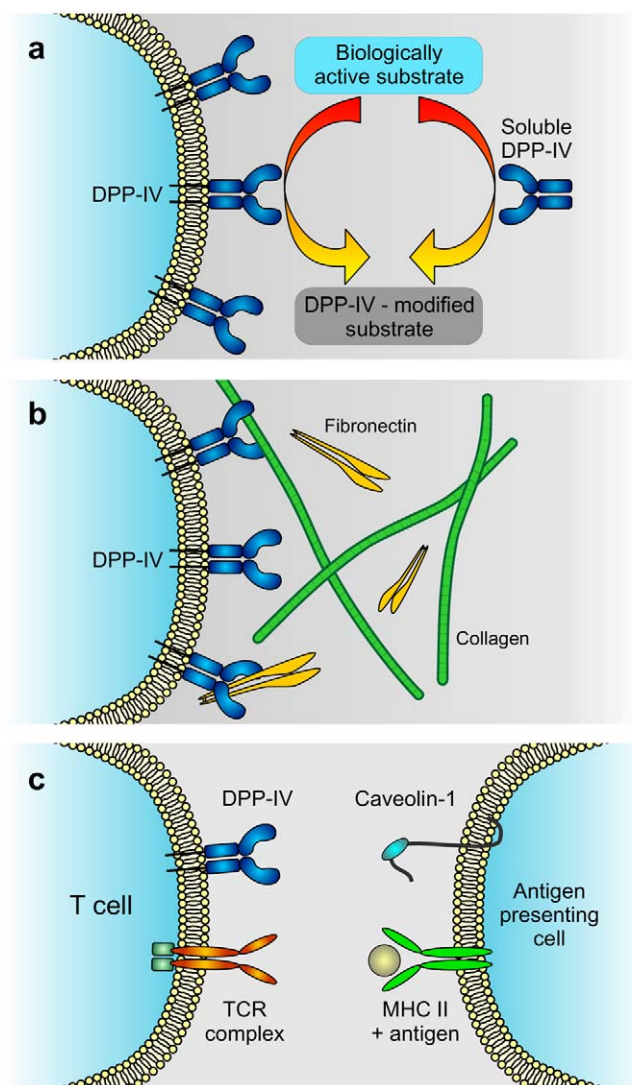 a
Biologically
active substrate
Soluble
DPP-IV
DPP-IV
DPP-IV - modified
substrate
b
Fibronectin
DPP-IV
Collagen
c
DPP-IV
Caveolin-1
T cell
Antigen
presenting
cell
TCR
complex
MHC II
+ antigen